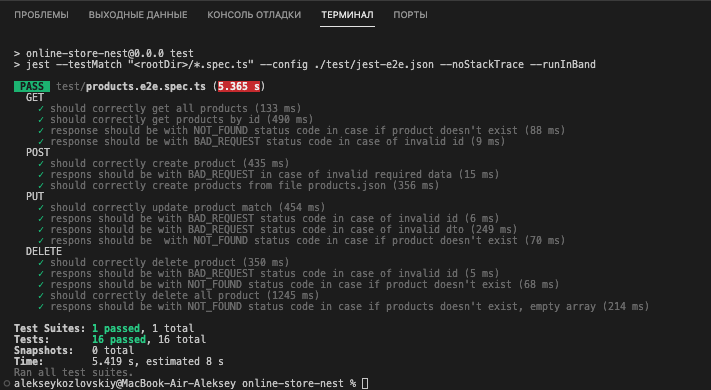 ПРОБЛЕМЫ ВЫХОДНЫЕ ДАННЫЕ КОНСОЛЬ ОТЛАДКИ ТЕРМИНАЛ ПОРТЫ
> online-store-nest@0.0.0 test
> jest --testMatch "<rootDir>/*.spec.ts" --config ./test/jest-e2e.json --noStackTrace --runInBand
PASS test/products.e2e.spec.ts (5.365 s)
GET
✓ should correctly get all products (133 ms)
✓ should correctly get products by id (490 ms)
✓ response should be with NOT_FOUND status code in case if product doesn't exist (88 ms)
✓ response should be with BAD_REQUEST status code in case of invalid id (9 ms)
POST
✓ should correctly create product (435 ms)
✓ respons should be with BAD_REQUEST in case of invalid required data (15 ms)
✓ should correctly create products from file products.json (356 ms)
PUT
✓ should correctly update product match (454 ms)
✓ respons should be with BAD_REQUEST status code in case of invalid id (6 ms)
✓ respons should be with BAD_REQUEST status code in case of invalid dto (249 ms)
✓ respons should be  with NOT_FOUND status code in case if product doesn't exist (70 ms)
DELETE
✓ should correctly delete product (350 ms)
✓ respons should be with BAD_REQUEST status code in case of invalid id (5 ms)
✓ respons should be with NOT_FOUND status code in case if product doesn't exist (68 ms)
✓ should correctly delete all product (1245 ms)
✓ respons should be with NOT_FOUND status code in case if products doesn't exist, empty array (214 ms)
Test Suites: 1 passed, 1 total
Tests:       16 passed, 16 total
Snapshots:   0 total
Time:        5.419 s, estimated 8 s
Ran all test suites.
alekseykozlovskiy@MacBook-Air-Aleksey online-store-nest %